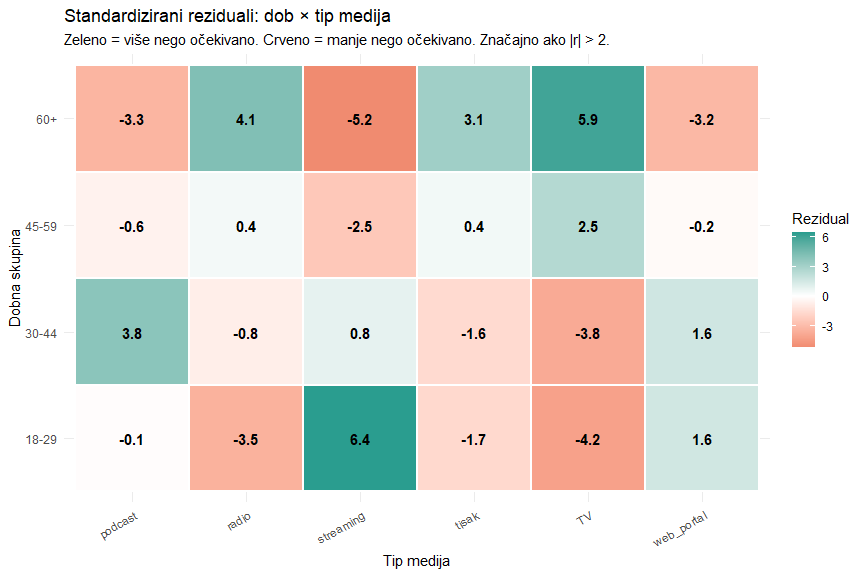 Standardizirani reziduali: dob × tip medija
Zeleno = više nego očekivano. Crveno = manje nego očekivano. Značajno ako |r| > 2.
Dobna skupina
60+ -3.3 4.1 -5.2 3.1 5.9 -3.2
45-59 -0.6 0.4 -2.5 0.4 2.5 -0.2
30-44 3.8 -0.8 0.8 -1.6 -3.8 1.6
18-29 -0.1 -3.5 6.4 -1.7 -4.2 1.6
podcast radio streaming tisak TV web_portal
Tip medija
Rezidual
6
3
0
-3